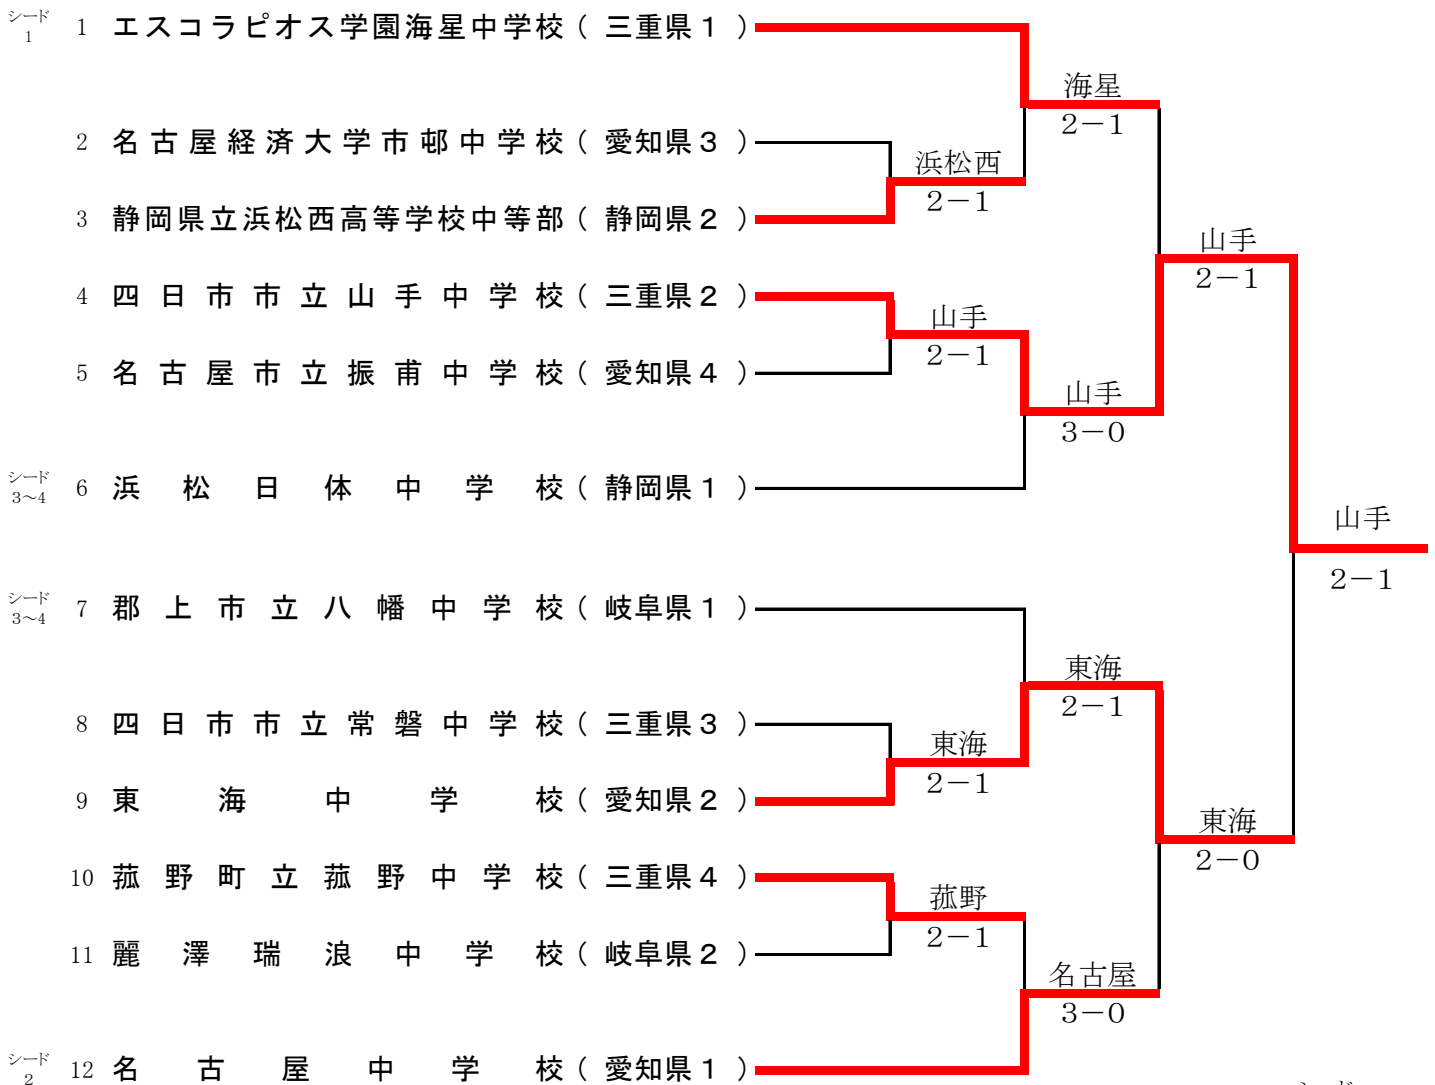 シード
1
1 エスコラピオス学園海星中学校 ( 三重県１ )
海星
２−１
2 名古屋経済大学市邨中学校 ( 愛知県３ )
浜松西
２−１
3 静岡県立浜松西高等学校中等部 ( 静岡県２ )
山手
２−１
4 四日市市立山手中学校 ( 三重県２ )
山手
２−１
5 名古屋市立振甫中学校 ( 愛知県４ )
山手
３−０
シード
3~4
6 浜松日体中学校 ( 静岡県１ )
山手
２−１
シード
3~4
7 郡上市立八幡中学校 ( 岐阜県１ )
東海
２−１
8 四日市市立常磐中学校 ( 三重県３ )
東海
２−１
9 東海中学校 ( 愛知県２ )
東海
２−０
10 菰野町立菰野中学校 ( 三重県４ )
菰野
２−１
11 麗澤瑞浪中学校 ( 岐阜県２ )
名古屋
３−０
シード
2
12 名古屋中学校 ( 愛知県１ )